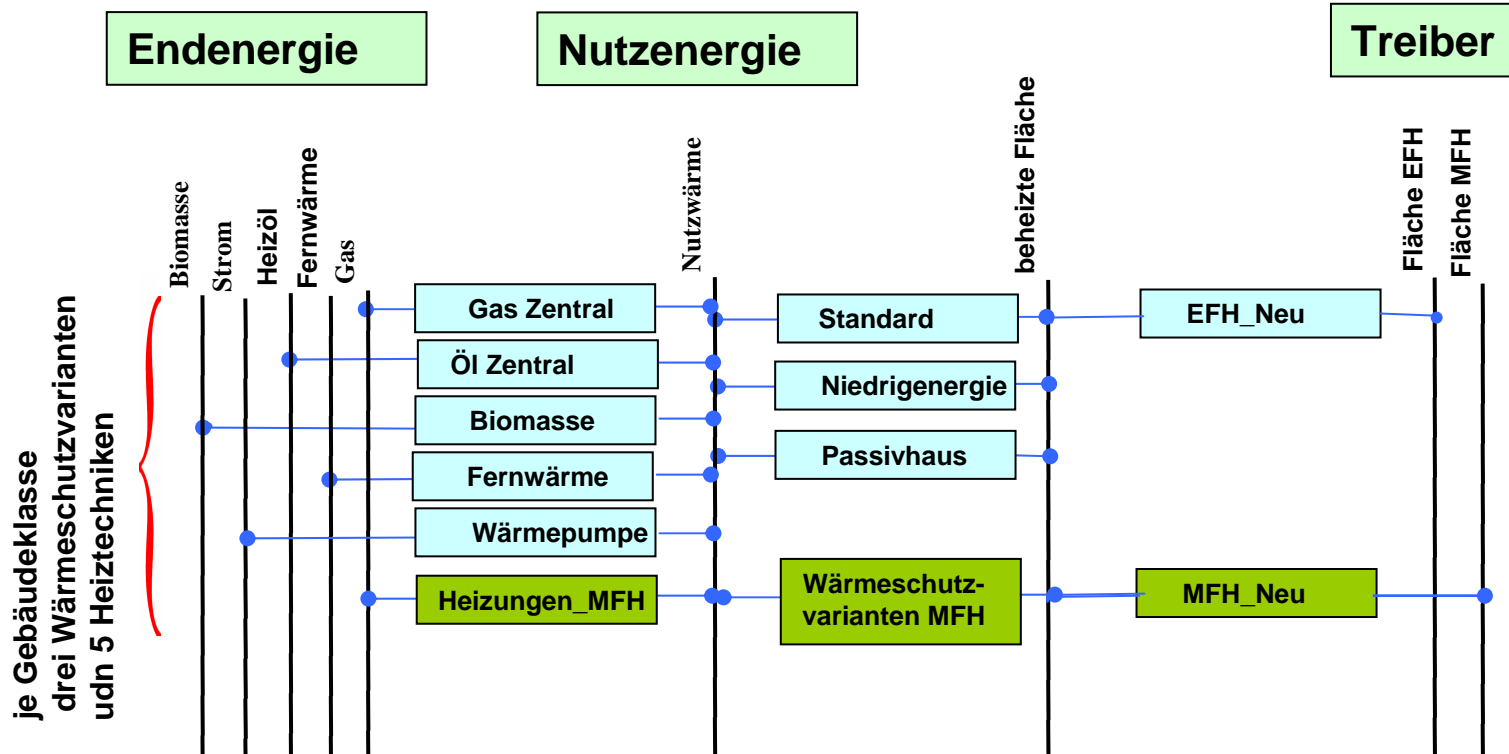 Endenergie
Nutzenergie
Treiber
Biomasse
Strom
Heizöl
Fernwärme
Gas
Nutzwärme
beheizte Fläche
Fläche EFH
Fläche MFH
Gas Zentral
Standard
EFH_Neu
Öl Zentral
Niedrigenergie
Biomasse
Passivhaus
Fernwärme
Wärmepumpe
Heizungen_MFH
Wärmeschutz-
varianten MFH
MFH_Neu
je Gebäudeklasse
drei Wärmeschutzvarianten
udn 5 Heiztechniken